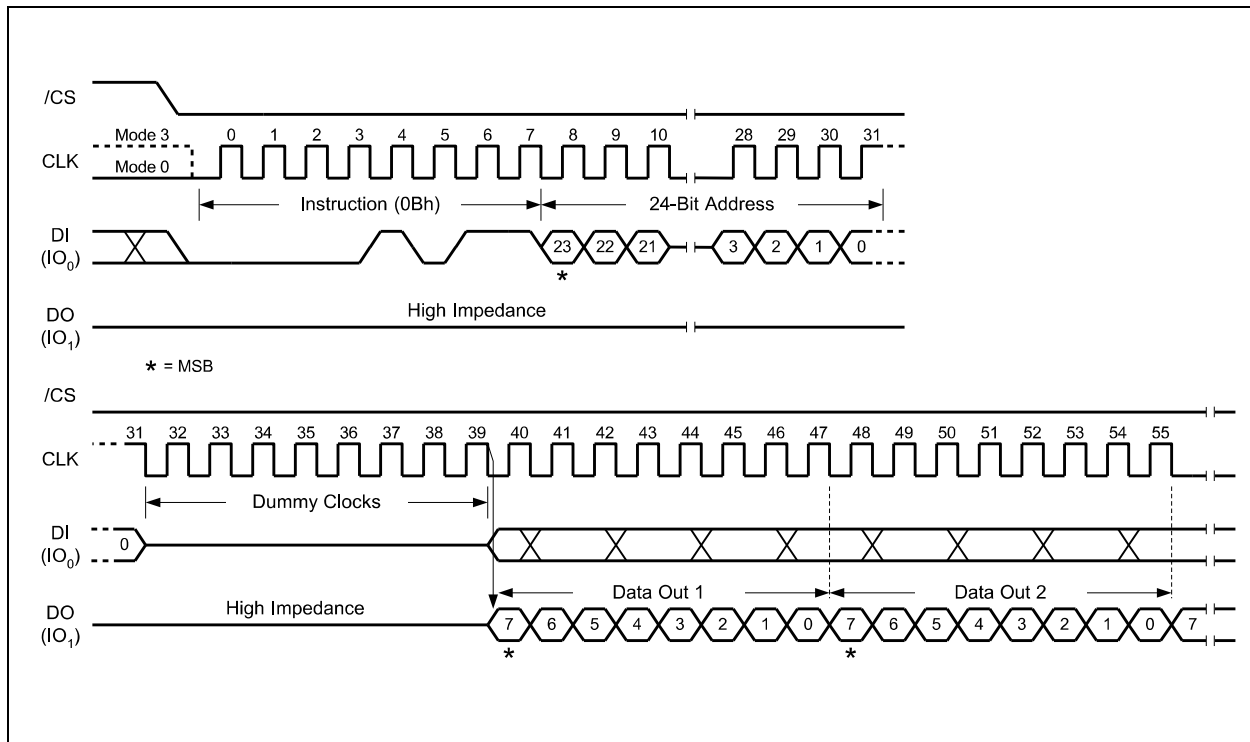 /CS
Mode 3 0 1 2 3 4 5 6 7 8 9 10 28 29 30 31
CLK
Mode 0
Instruction (0Bh) 24-Bit Address
DI
(IO0) 23 22 21 3 2 1 0
*
DO High Impedance
(IO1)
* = MSB
/CS
31 32 33 34 35 36 37 38 39 40 41 42 43 44 45 46 47 48 49 50 51 52 53 54 55
CLK
Dummy Clocks
DI
(IO0) 0
Data Out 1 Data Out 2
DO High Impedance
(IO1) 7 6 5 4 3 2 1 0 7 6 5 4 3 2 1 0 7
* *